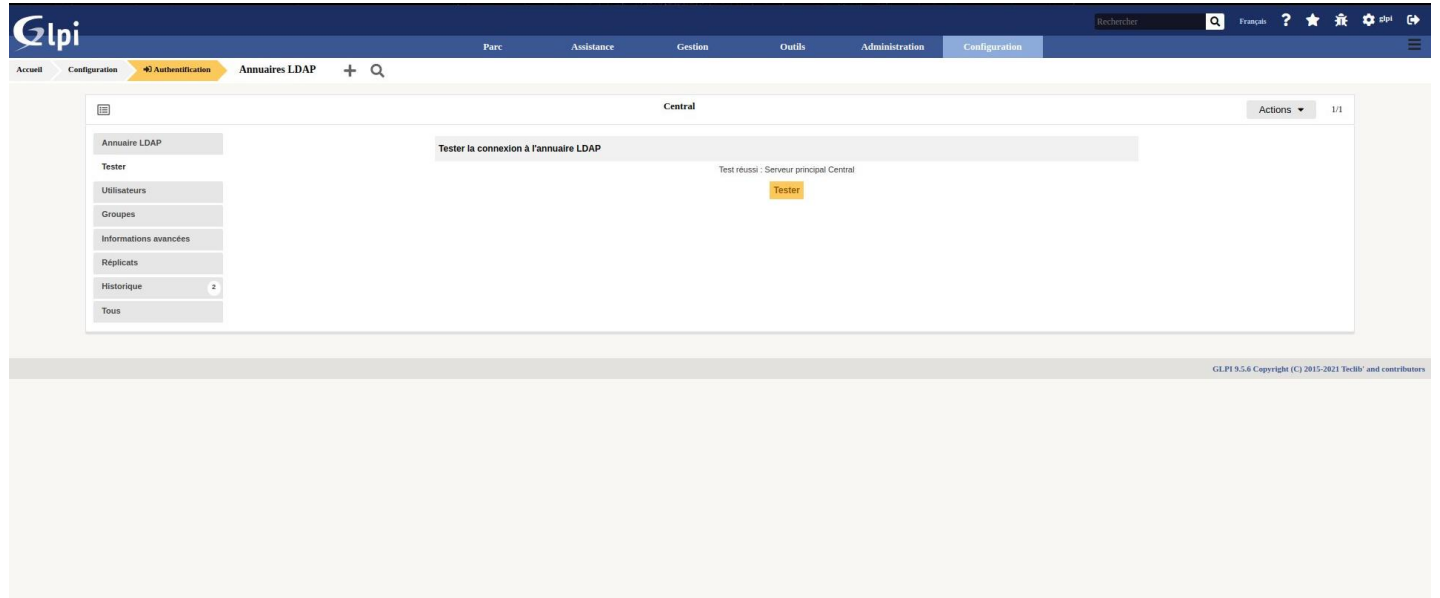 Glpi
Rechercher
Français ? glpi
Parc Assistance Gestion Outils Administration Configuration
Accueil Configuration Authentification Annuaires LDAP
Central
Actions 1/1
Annuaire LDAP
Tester
Utilisateurs
Groupes
Informations avancées
Réplicats
Historique 2
Tous
Tester la connexion à l'annuaire LDAP
Test réussi : Serveur principal Central
Tester
GLPI 9.5.6 Copyright (C) 2015-2021 Teclib' and contributors